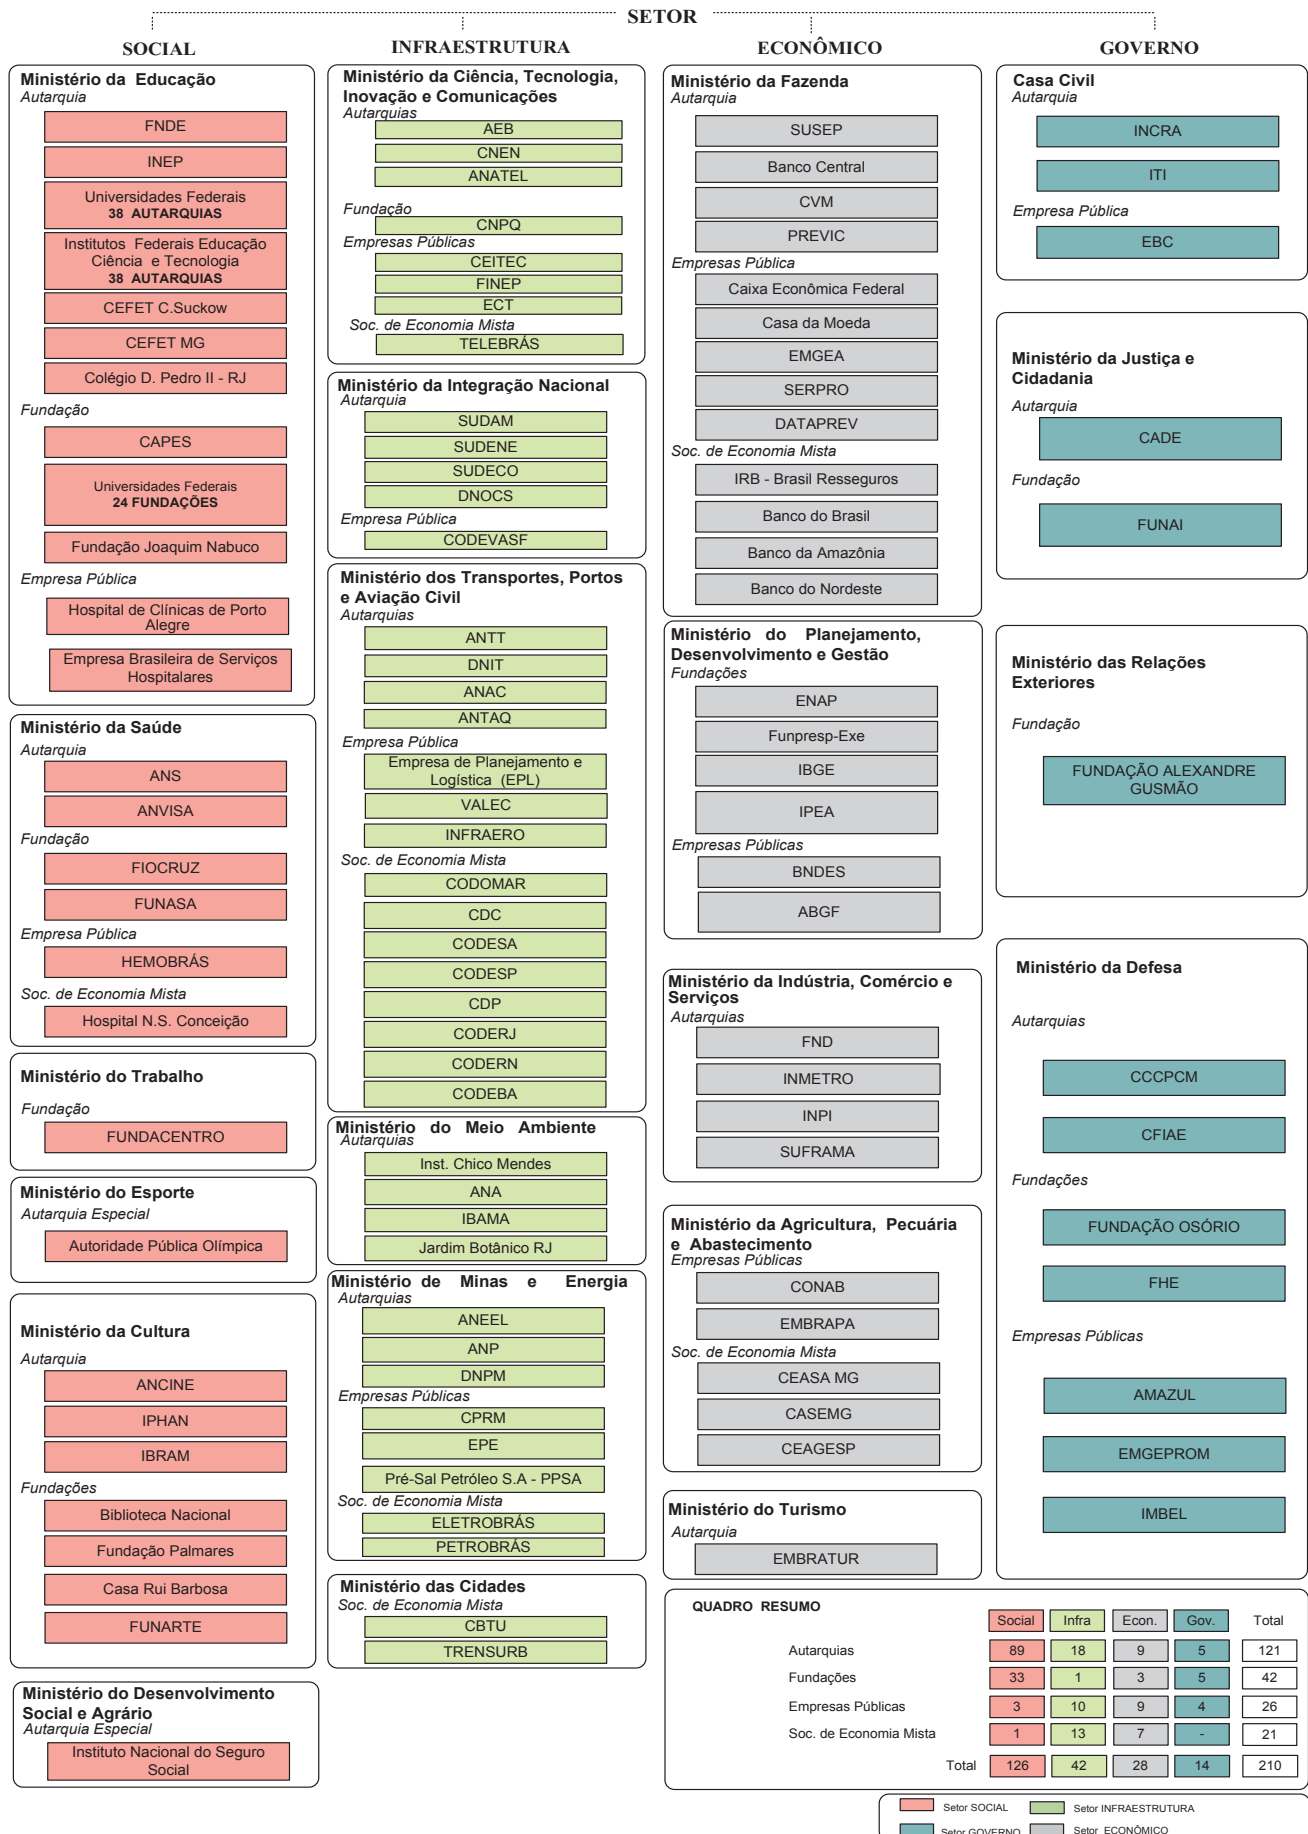 SETOR
SOCIAL
Ministério da Educação
Autarquia
FNDE
INEP
Universidades Federais
38 AUTARQUIAS
Institutos Federais Educação
Ciência e Tecnologia
38 AUTARQUIAS
CEFET C.Suckow
CEFET MG
Colégio D. Pedro II - RJ
Fundação
CAPES
Universidades Federais
24 FUNDAÇÕES
Fundação Joaquim Nabuco
Empresa Pública
Hospital de Clínicas de Porto
Alegre
Empresa Brasileira de Serviços
Hospitalares
Ministério da Saúde
Autarquia
ANS
ANVISA
Fundação
FIOCRUZ
FUNASA
Empresa Pública
HEMOBRÁS
Soc. de Economia Mista
Hospital N.S. Conceição
Ministério do Trabalho
Fundação
FUNDACENTRO
Ministério do Esporte
Autarquia Especial
Autoridade Pública Olímpica
Ministério da Cultura
Autarquia
ANCINE
IPHAN
IBRAM
Fundações
Biblioteca Nacional
Fundação Palmares
Casa Rui Barbosa
FUNARTE
Ministério do Desenvolvimento
Social e Agrário
Autarquia Especial
Instituto Nacional do Seguro
Social
INFRAESTRUTURA
Ministério da Ciência, Tecnologia,
Inovação e Comunicações
Autarquias
AEB
CNEN
ANATEL
Fundação
CNPQ
Empresas Públicas
CEITEC
FINEP
ECT
Soc. de Economia Mista
TELEBRÁS
Ministério da Integração Nacional
Autarquia
SUDAM
SUDENE
SUDECO
DNOCS
Empresa Pública
CODEVASF
Ministério dos Transportes, Portos
e Aviação Civil
Autarquias
ANTT
DNIT
ANAC
ANTAQ
Empresa Pública
Empresa de Planejamento e
Logística (EPL)
VALEC
INFRAERO
Soc. de Economia Mista
CODOMAR
CDC
CODESA
CODESP
CDP
CODERJ
CODERN
CODEBA
Ministério do Meio Ambiente
Autarquias
Inst. Chico Mendes
ANA
IBAMA
Jardim Botânico RJ
Ministério de Minas e Energia
Autarquias
ANEEL
ANP
DNPM
Empresas Públicas
CPRM
EPE
Pré-Sal Petróleo S.A - PPSA
Soc. de Economia Mista
ELETROBRÁS
PETROBRÁS
Ministério das Cidades
Soc. de Economia Mista
CBTU
TRENSURB
ECONÔMICO
Ministério da Fazenda
Autarquia
SUSEP
Banco Central
CVM
PREVIC
Empresas Pública
Caixa Econômica Federal
Casa da Moeda
EMGEA
SERPRO
DATAPREV
Soc. de Economia Mista
IRB - Brasil Resseguros
Banco do Brasil
Banco da Amazônia
Banco do Nordeste
Ministério do Planejamento,
Desenvolvimento e Gestão
Fundações
ENAP
Funpresp-Exe
IBGE
IPEA
Empresas Públicas
BNDES
ABGF
Ministério da Indústria, Comércio e
Serviços
Autarquias
FND
INMETRO
INPI
SUFRAMA
Ministério da Agricultura, Pecuária
e Abastecimento
Empresas Públicas
CONAB
EMBRAPA
Soc. de Economia Mista
CEASA MG
CASEMG
CEAGESP
Ministério do Turismo
Autarquia
EMBRATUR
GOVERNO
Casa Civil
Autarquia
INCRA
ITI
Empresa Pública
EBC
Ministério da Justiça e
Cidadania
Autarquia
CADE
Fundação
FUNAI
Ministério das Relações
Exteriores
Fundação
FUNDAÇÃO ALEXANDRE
GUSMÃO
Ministério da Defesa
Autarquias
CCCPCM
CFIAE
Fundações
FUNDAÇÃO OSÓRIO
FHE
Empresas Públicas
AMAZUL
EMGEPROM
IMBEL
QUADRO RESUMO
Social Infra Econ. Gov. Total
Autarquias 89 18 9 5 121
Fundações 33 1 3 5 42
Empresas Públicas 3 10 9 4 26
Soc. de Economia Mista 1 13 7 - 21
Total 126 42 28 14 210
Setor SOCIAL Setor INFRAESTRUTURA
Setor GOVERNO Setor ECONÔMICO